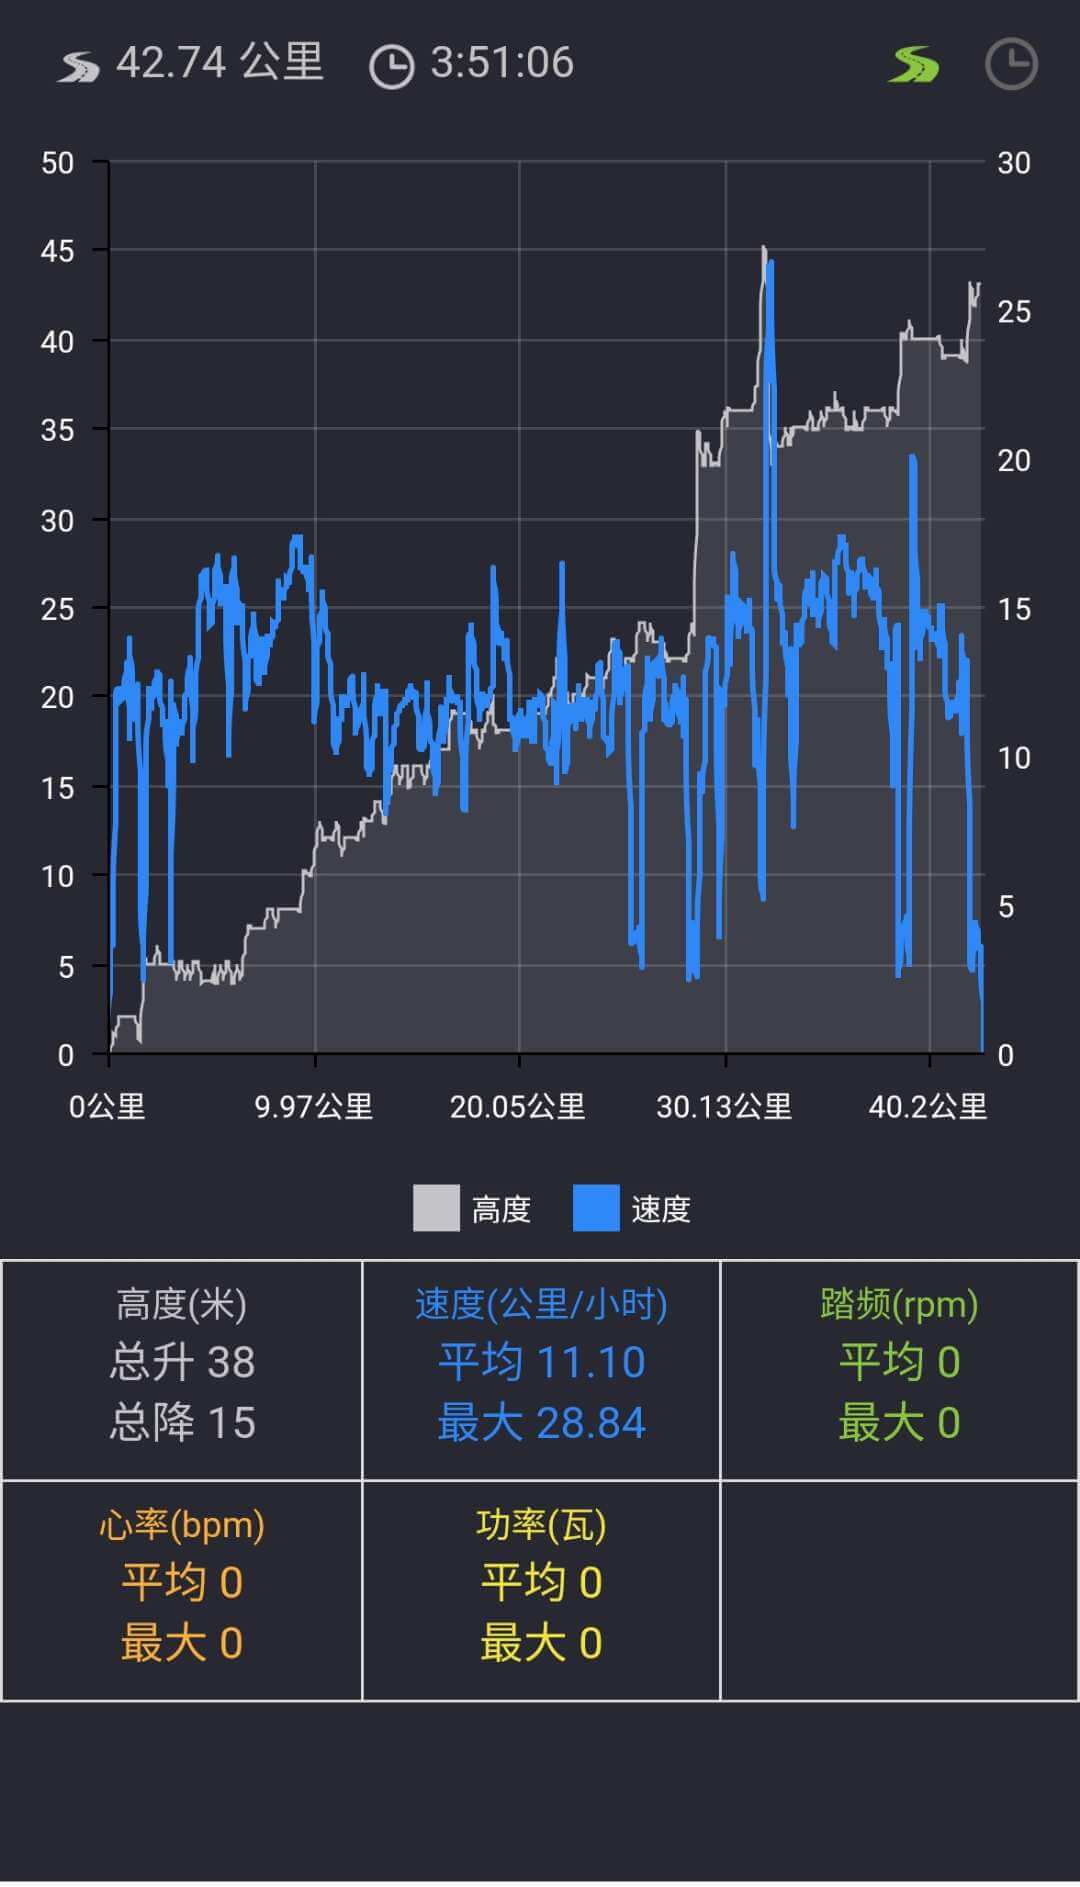 42.74 公里 3:51:06
50 30
45
40 25
35
30 20
25 15
20
15 10
10
5 5
0 0
0公里 9.97公里 20.05公里 30.13公里 40.2公里
高度 速度
高度(米) 速度(公里/小时) 踏频(rpm)
总升 38 平均 11.10 平均 0
总降 15 最大 28.84 最大 0
心率(bpm) 功率(瓦)
平均 0 平均 0
最大 0 最大 0